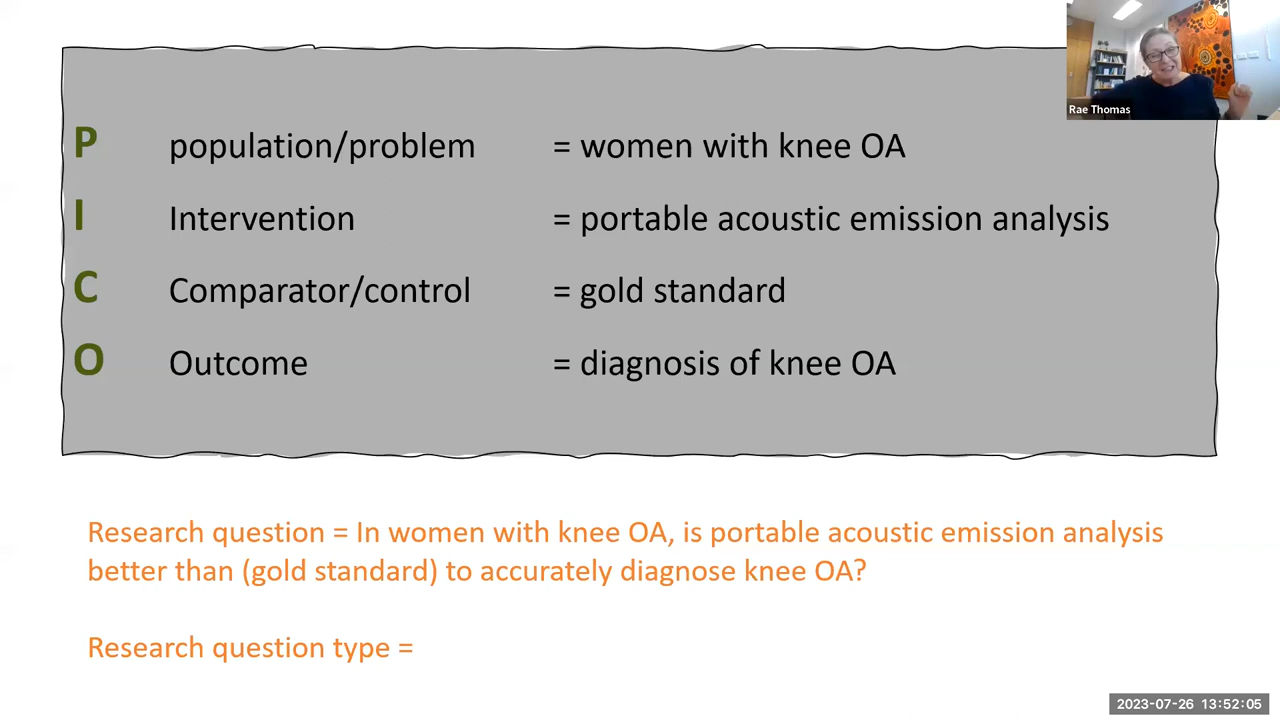 Rae Thomas
P population/problem = women with knee OA
I Intervention = portable acoustic emission analysis
C Comparator/control = gold standard
O Outcome = diagnosis of knee OA
Research question = In women with knee OA, is portable acoustic emission analysis
better than (gold standard) to accurately diagnose knee OA?
Research question type =
2023-07-26 13:52:05